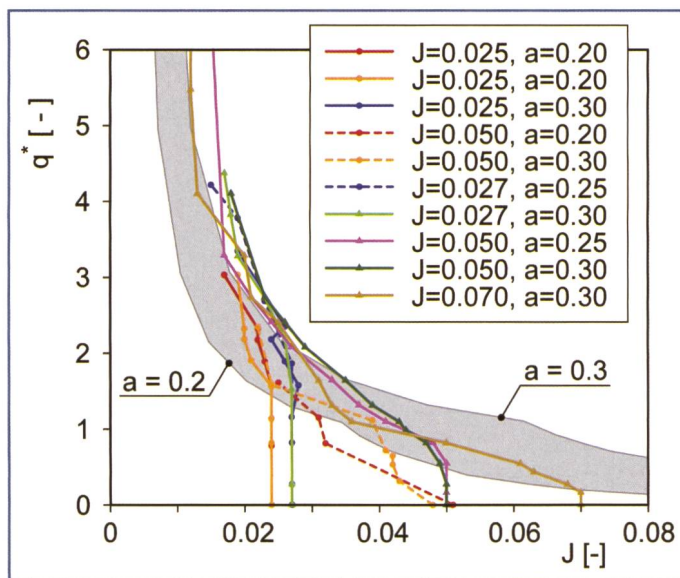 6
5
4
3
2
1
0
q* [-]
J=0.025, a=0.20
J=0.025, a=0.20
J=0.025, a=0.30
J=0.050, a=0.20
J=0.050, a=0.30
J=0.027, a=0.25
J=0.027, a=0.30
J=0.050, a=0.25
J=0.050, a=0.30
J=0.070, a=0.30
a = 0.2
a = 0.3
0 0.02 0.04 0.06 0.08
J [-]